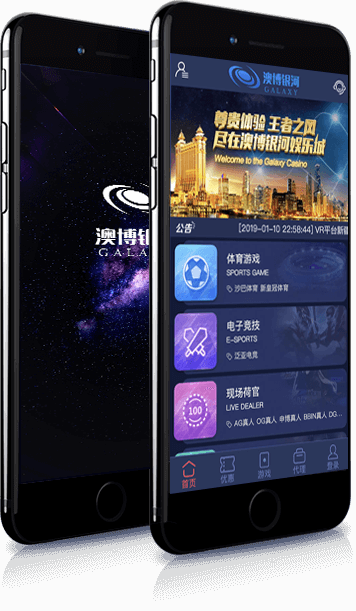 澳博银河
GALAXY
澳博银河
GALAXY
尊贵体验 王者之风
尽在澳博银河娱乐城
Welcome to the Galaxy Casino
公告
[2019-01-10 22:58:44] VR平台新疆
体育游戏
SPORTS GAME
沙巴体育 新皇冠体育
电子竞技
E-SPORTS
泛亚电竞
现场荷官
LIVE DEALER
100
AG真人 OG真人 申博真人 BBIN真人 DG...
首页
优惠
游戏
代理
登录